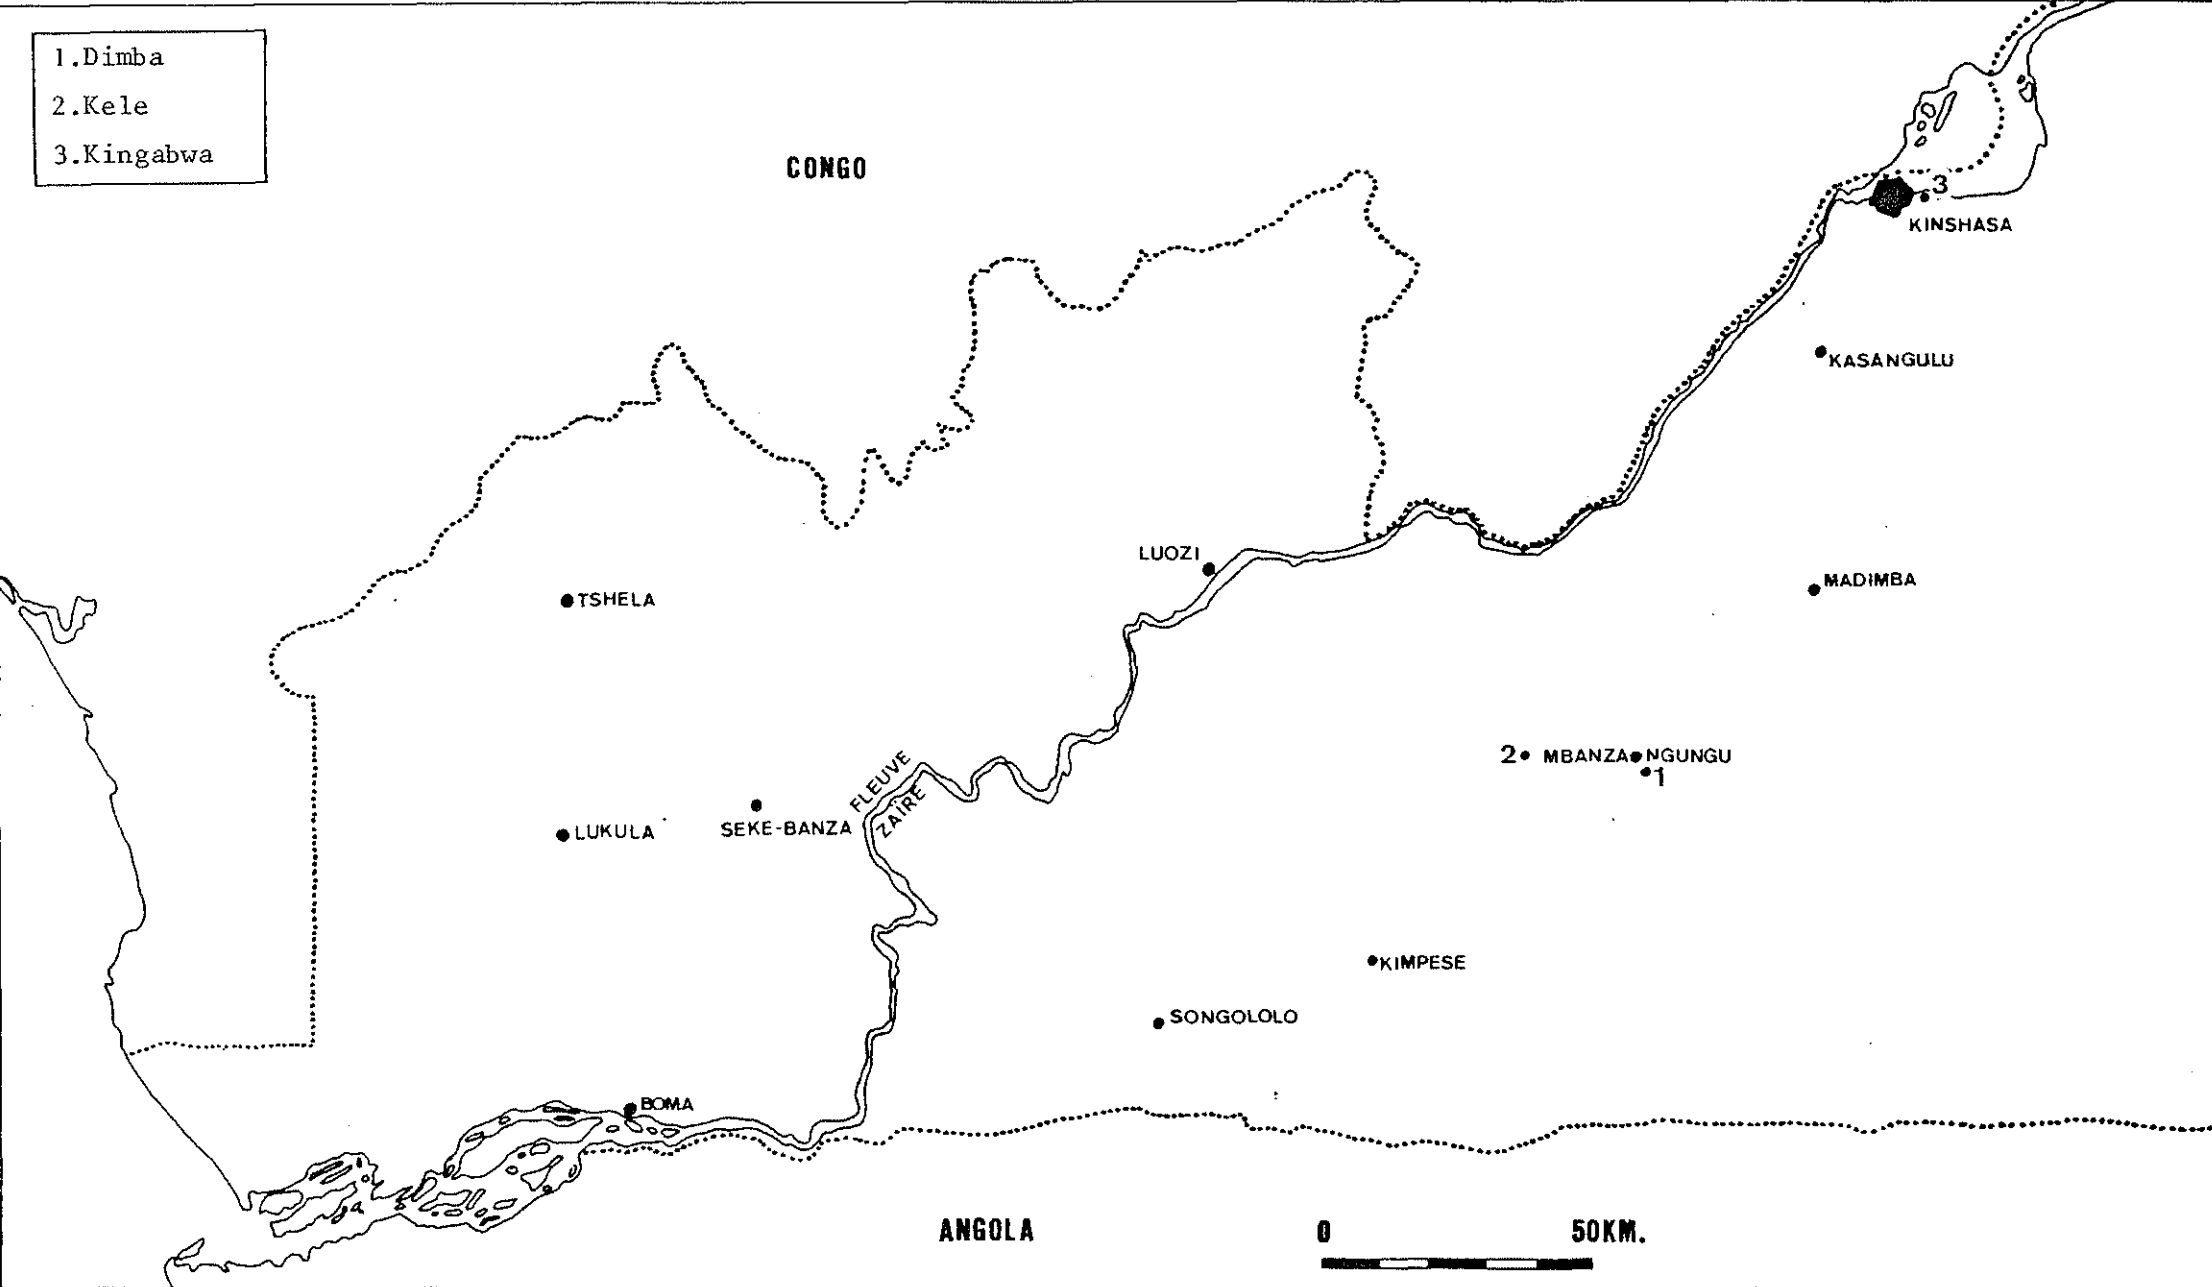 1.Dimba
2.Kele
3.Kingabwa
CONGO
3
KINSHASA
KASANGULU
LUOZI
MADIMBA
TSHELA
2 MBANZA NGUNGU
1
FLEUVE
ZAÏRE
LUKULA
SEKE-BANZA
KIMPESE
SONGOLOLO
BOMA
ANGOLA
0 50KM.